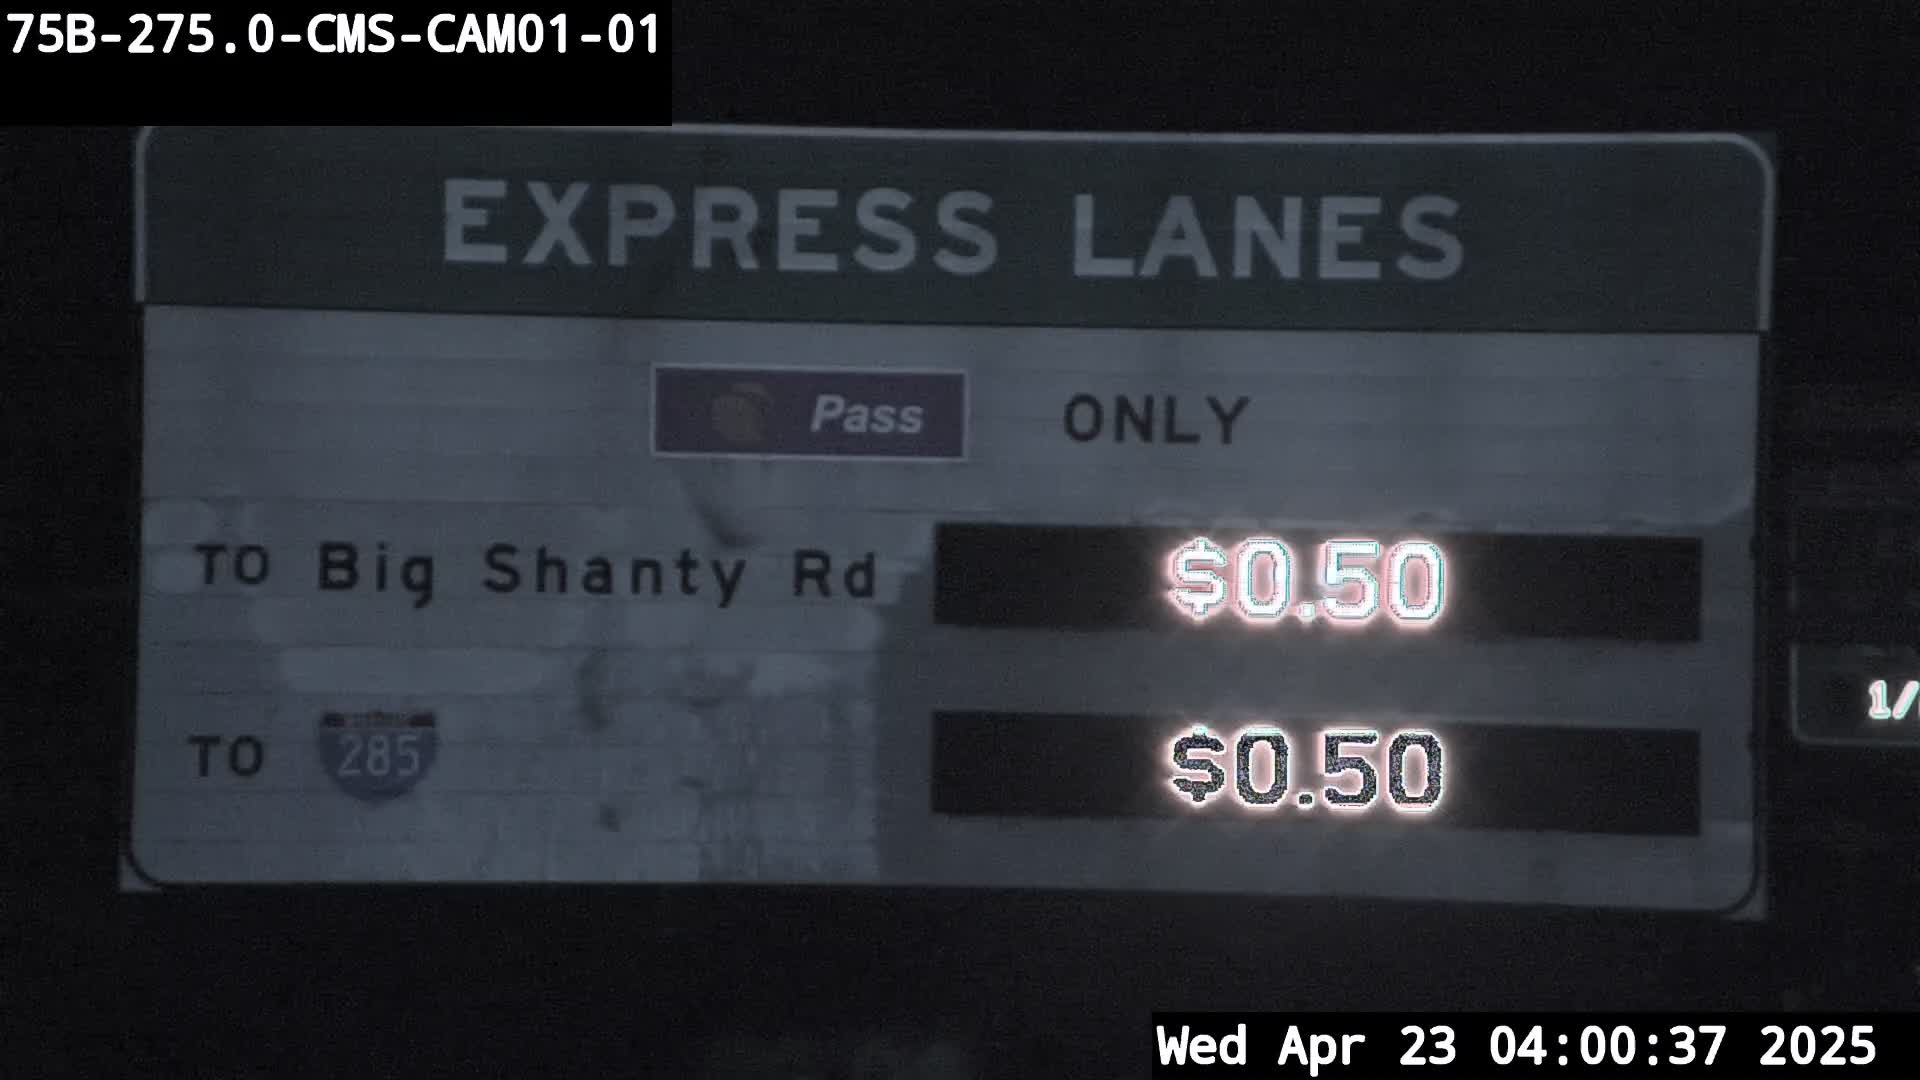 75B-275.0-CMS-CAM01-01
EXPRESS LANES
Pass ONLY
TO Big Shanty Rd $0.50
TO 285 $0.50
1/
Wed Apr 23 04:00:37 2025